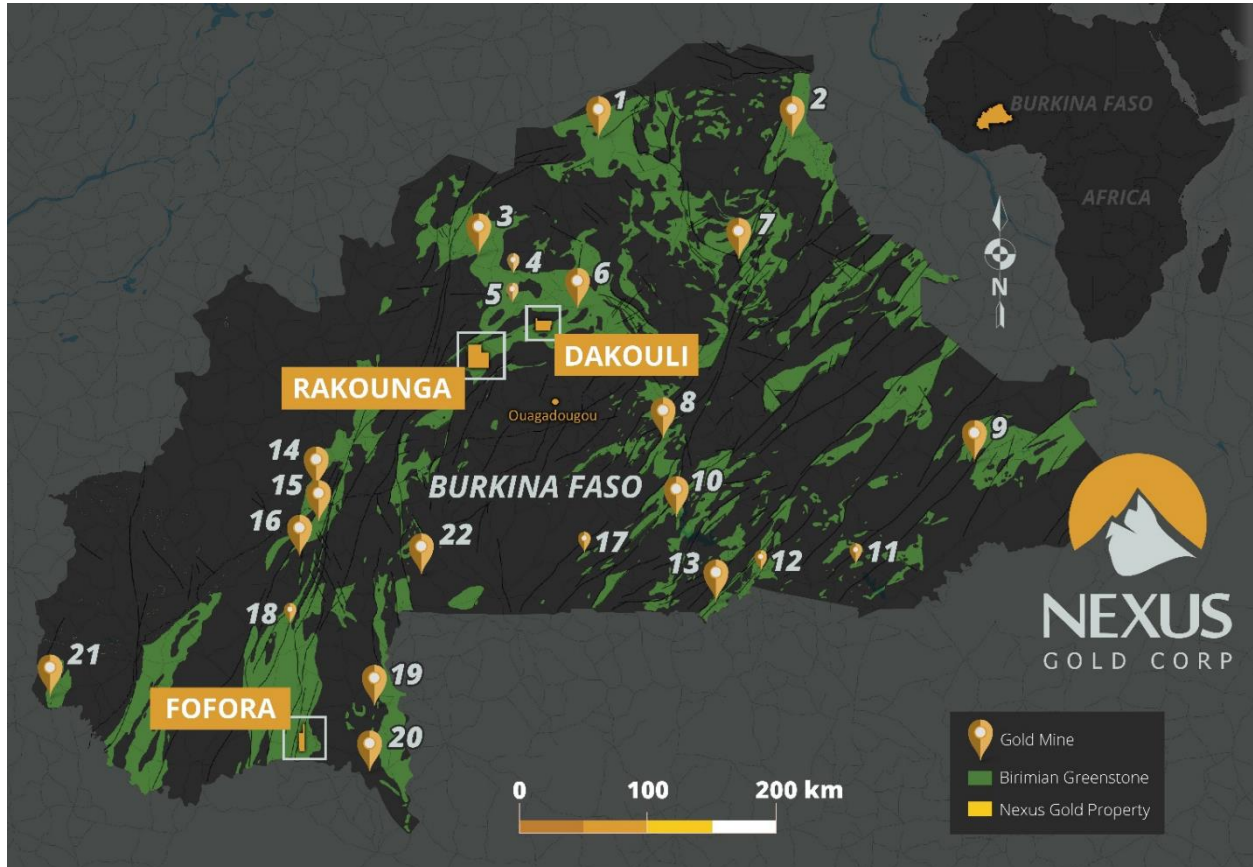 1
2
BURKINA FASO
AFRICA
3
4
5
6
7
N
DAKOULI
RAKOUNGA
Ouagadougou
8
9
14
15
BURKINA FASO
10
16
22
17
13
12
11
18
21
19
FOFORA
20
NEXUS
GOLD CORP
Gold Mine
Birimian Greenstone
Nexus Gold Property
0 100 200 km